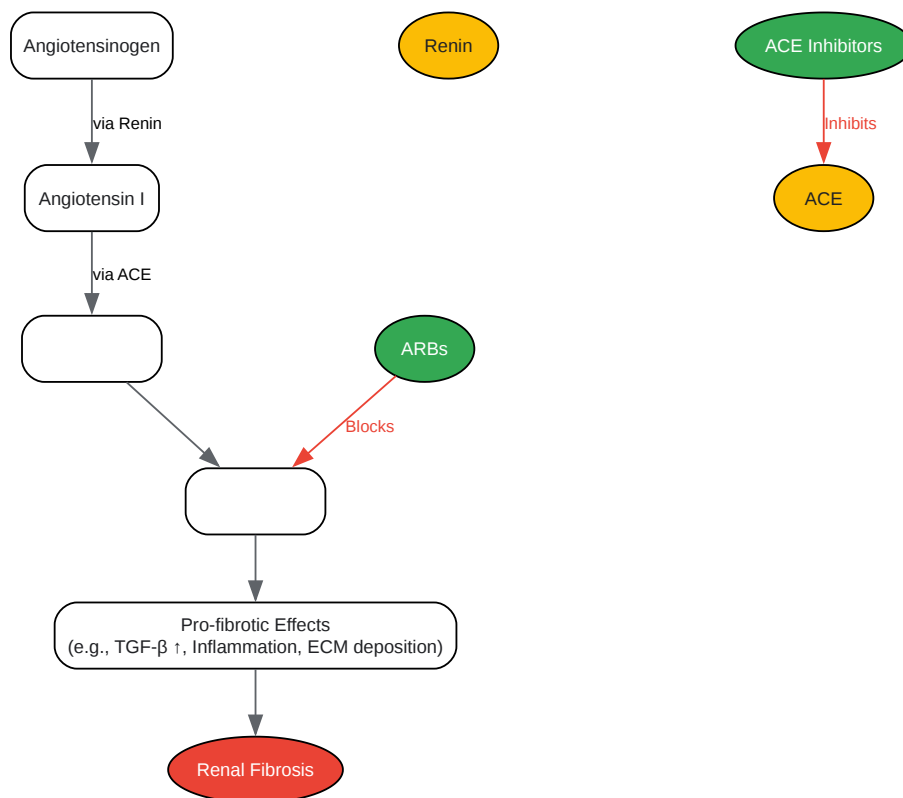 Angiotensinogen
Renin
ACE Inhibitors
via Renin
Inhibits
Angiotensin I
ACE
via ACE
ARBs
Blocks
Pro-fibrotic Effects
(e.g., TGF-β ↑, Inflammation, ECM deposition)
Renal Fibrosis